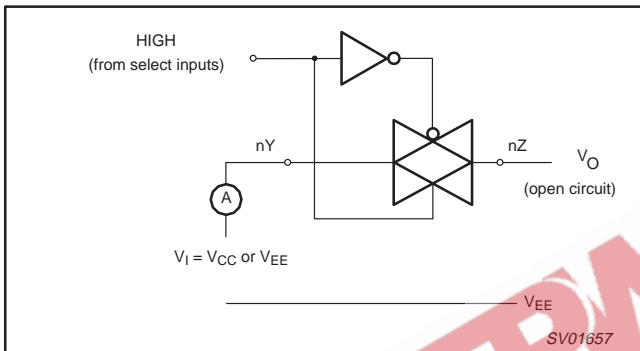 HIGH
(from select inputs)
nY
nZ
VO
(open circuit)
A
VI = VCC or VEE
VEE
SV01657